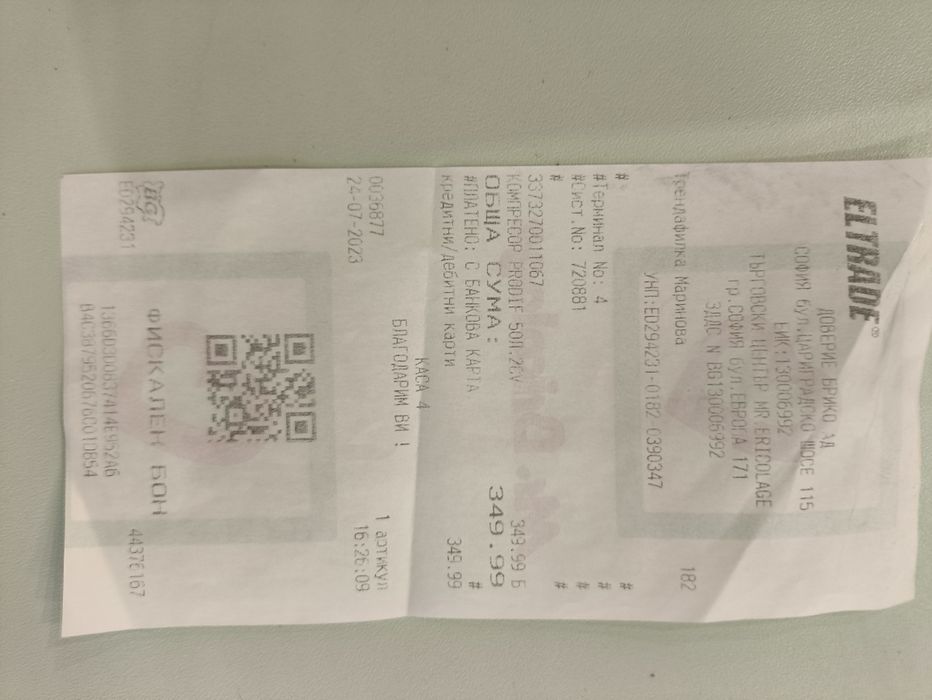 ELTRADE®
ДОВЕРИЕ БРИКО АД
СОФИЯ бул.ЦАРИГРАДСКО ШОСЕ 115
ЕИК:130006992
ТЪРГОВСКИ ЦЕНТЪР MR BRICOLAGE
гр.СОФИЯ бул.ЕВРОПА 171
ЗДДС N BG130006992
УНП:ED294231-0182-0390347
Трендафилка Маринова 182
# #
#Терминал No: 4 #
#Сист.No: 720881 #
# #
3373270011067
КОМПРЕСОР PRODIF 50Л.2CV 349.99 Б
ОБЩА СУМА: 349.99
#ПЛАТЕНО: С БАНКОВА КАРТА #
кредитни/дебитни карти 349.99
КАСА 4
БЛАГОДАРИМ ВИ !
0036877 1 артикул
24-07-2023 16:26:09
ФИСКАЛЕН БОН
BG
ED294231 44376167